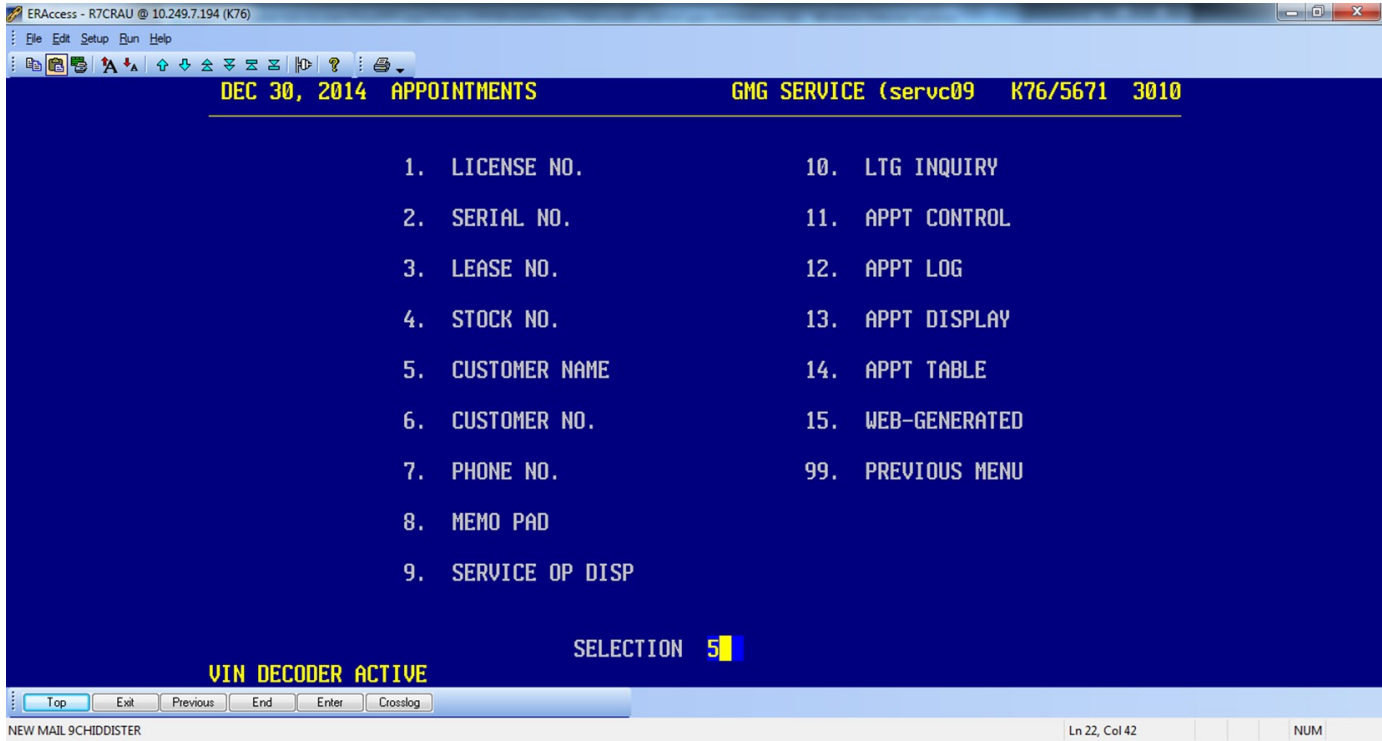 ERAccess - R7CRAU @ 10.249.7.194 (K76)
File Edit Setup Run Help
DEC 30, 2014 APPOINTMENTS GMG SERVICE (servc09 K76/5671 3010
1. LICENSE NO. 10. LTG INQUIRY
2. SERIAL NO. 11. APPT CONTROL
3. LEASE NO. 12. APPT LOG
4. STOCK NO. 13. APPT DISPLAY
5. CUSTOMER NAME 14. APPT TABLE
6. CUSTOMER NO. 15. WEB-GENERATED
7. PHONE NO. 99. PREVIOUS MENU
8. MEMO PAD
9. SERVICE OP DISP
SELECTION 5
VIN DECODER ACTIVE
Top Exit Previous End Enter Crosslog
NEW MAIL 9CHIDDISTER Ln 22, Col 42 NUM